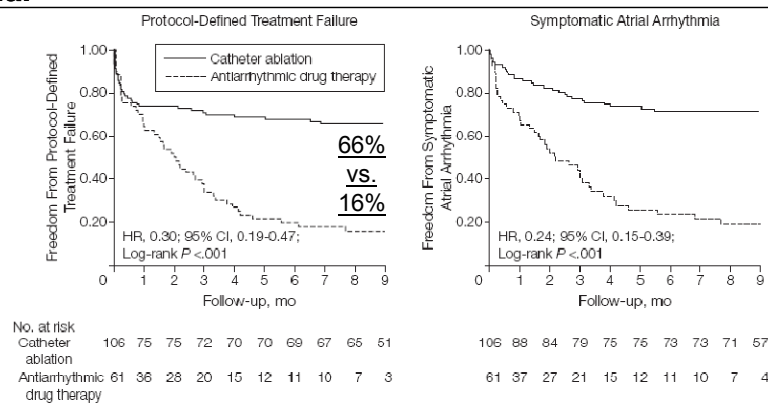 Protocol-Defined Treatment Failure
Freedom From Protocol-Defined
Treatment Failure
1.00
0.80
0.60
0.40
0.20
0
Catheter ablation
Antiarrhythmic drug therapy
66%
vs.
16%
HR, 0.30; 95% CI, 0.19-0.47;
Log-rank P <.001
0 1 2 3 4 5 6 7 8 9
Follow-up, mo
Symptomatic Atrial Arrhythmia
Freedom From Symptomatic
Atrial Arrhythmia
1.00
0.80
0.60
0.40
0.20
0
HR, 0.24; 95% CI, 0.15-0.39;
Log-rank P <.001
1 2 3 4 5 6 7 8 9
Follow-up, mo
No. at risk
Catheter ablation 106 75 75 72 70 70 69 67 65 51 106 88 84 79 75 75 73 73 71 57
Antiarrhythmic drug therapy 61 36 28 20 15 12 11 10 7 3 61 37 27 21 15 12 11 10 7 4